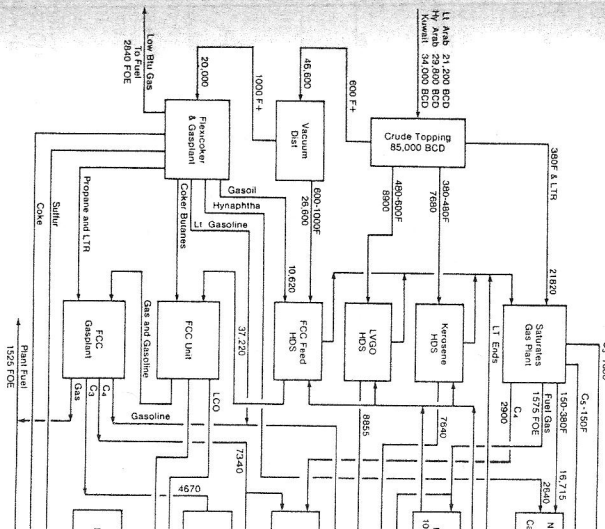 Lt Arab 21,200 BCD
Hy Arab 29,800 BCD
Kuwait 34,000 BCD
Low Btu Gas
To Fuel
2840 FOE
20,000
1000 F+
46,600
600 F+
380F & LTR
Flexicoker
& Gasplant
Vacuum
Dist
Crude Topping
85,000 BCD
Gasoil
Hynaphtha
Lt Gasoline
Coker Butanes
Propane and LTR
Sulfur
Coke
600-1000F
26,600
480-600F
8900
380-480F
7680
21820
10,620
37,220
Gas and Gasoline
LT Ends
FCC
Gasplant
FCC Unit
FCC Feed
HDS
LVGO
HDS
Kerosene
HDS
Saturates
Gas Plant
Plant Fuel
1520 FOE
Gas
C3
C4
Gasoline
LCO
7340
4670
8855
7640
C4
2900
Fuel Gas
1575 FOE
150-380F
C5-150F
16,715
2640